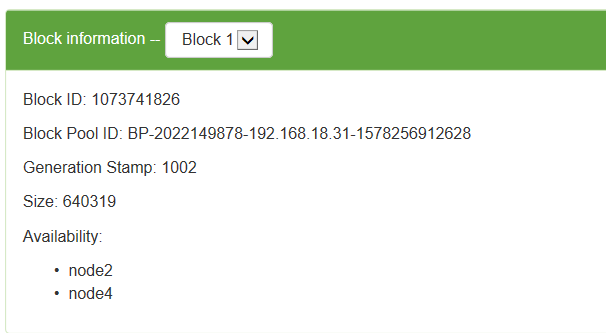 Block information -- Block 1
Block ID: 1073741826
Block Pool ID: BP-2022149878-192.168.18.31-1578256912628
Generation Stamp: 1002
Size: 640319
Availability:
• node2
• node4